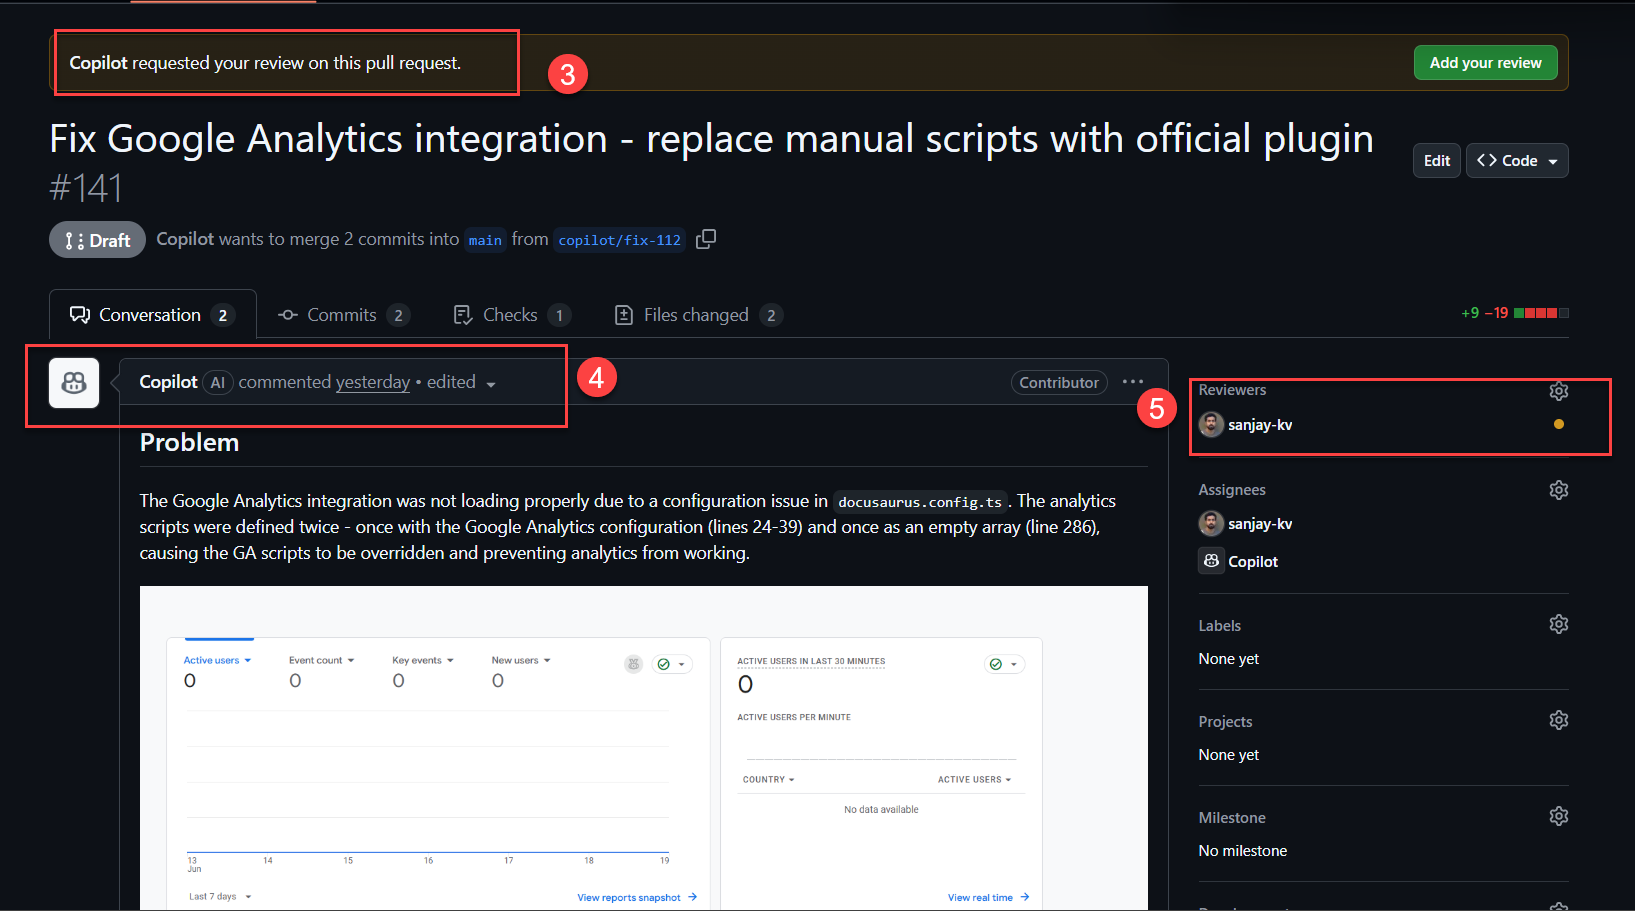 Copilot requested your review on this pull request.
3
Add your review
Fix Google Analytics integration - replace manual scripts with official plugin
#141
Edit
Code
Draft
Copilot wants to merge 2 commits into main from copilot/fix-112
Conversation 2
Commits 2
Checks 1
Files changed 2
+9 −19
Copilot AI commented yesterday • edited
4
Contributor
5
Reviewers
sanjay-kv
Problem
The Google Analytics integration was not loading properly due to a configuration issue in docusaurus.config.ts. The analytics
scripts were defined twice - once with the Google Analytics configuration (lines 24-39) and once as an empty array (line 286),
causing the GA scripts to be overridden and preventing analytics from working.
Assignees
sanjay-kv
Copilot
Labels
None yet
Projects
None yet
Milestone
No milestone
Active users
0
Event count
0
Key events
0
New users
0
13
Jun
14
15
16
17
18
19
Last 7 days
View reports snapshot
ACTIVE USERS IN LAST 30 MINUTES
0
ACTIVE USERS PER MINUTE
COUNTRY
ACTIVE USERS
No data available
View real time